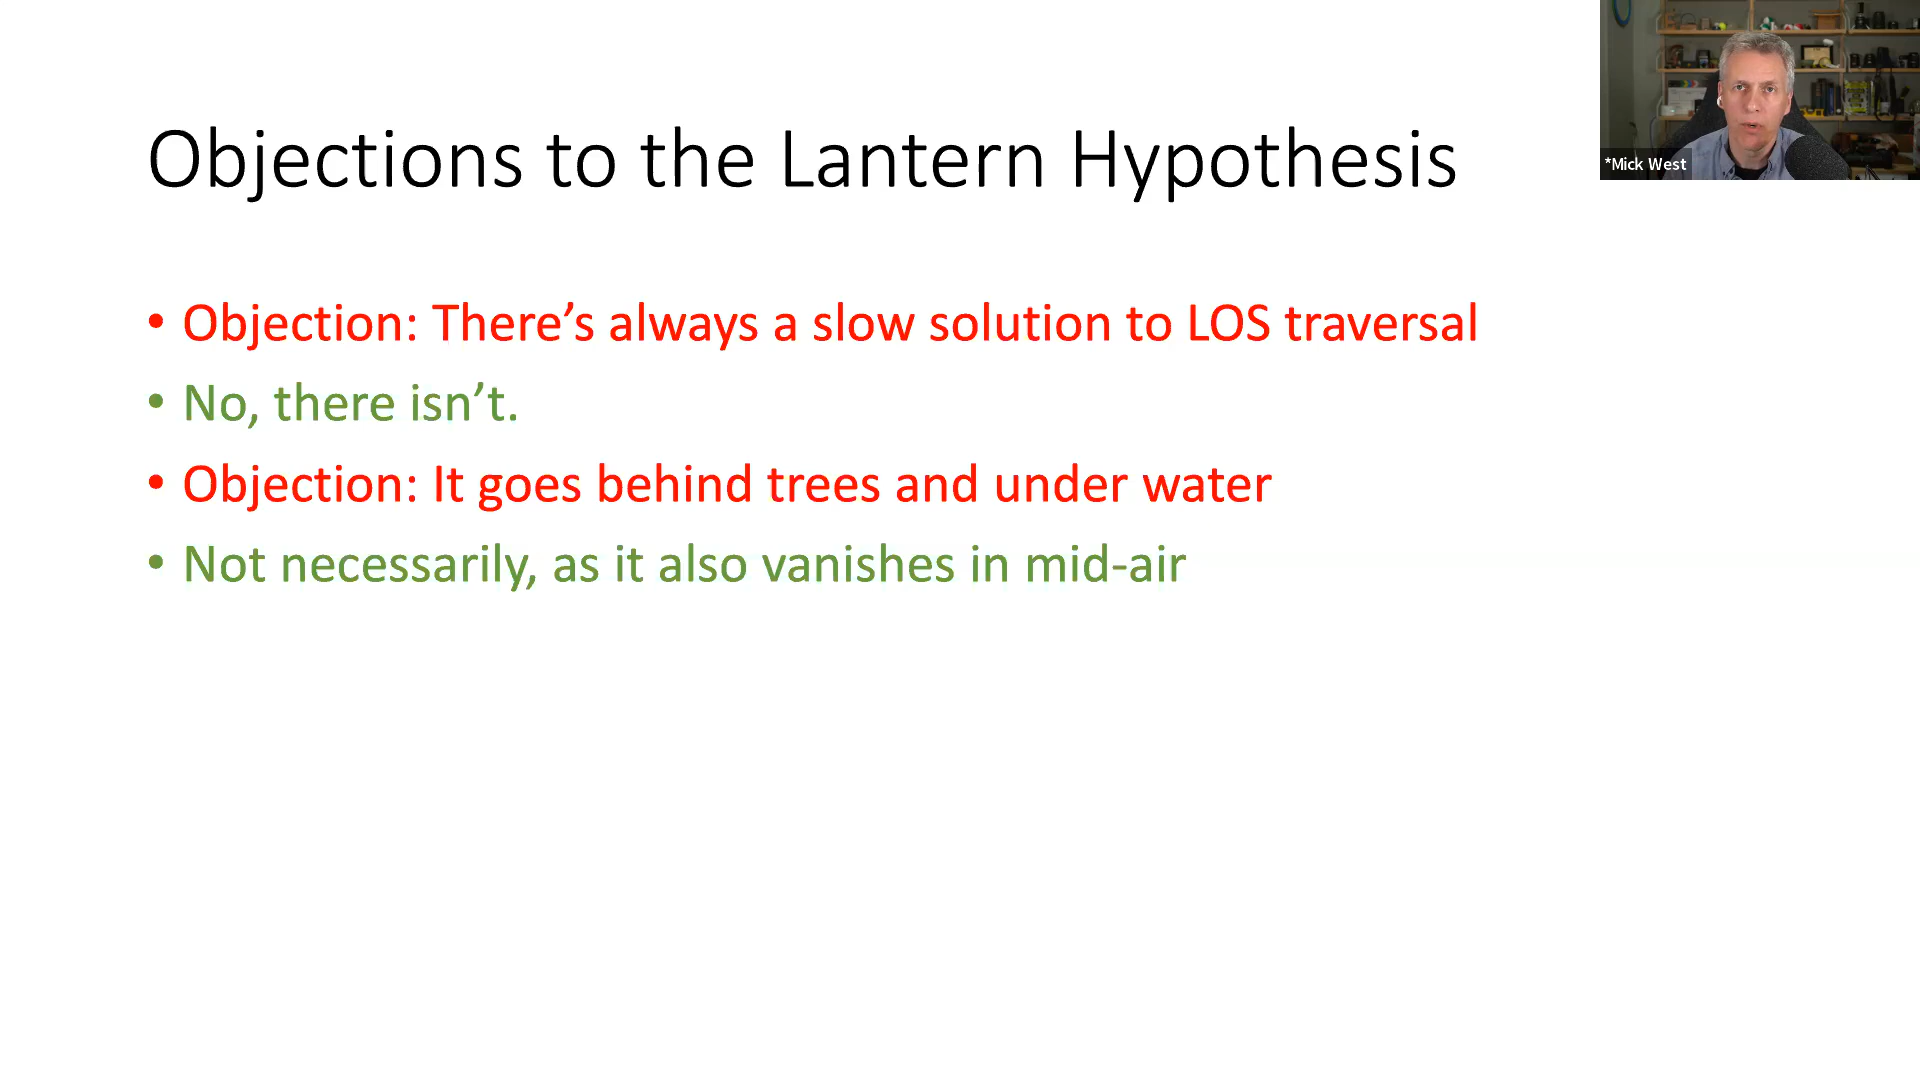 *Mick West
Objections to the Lantern Hypothesis
• Objection: There’s always a slow solution to LOS traversal
• No, there isn’t.
• Objection: It goes behind trees and under water
• Not necessarily, as it also vanishes in mid-air